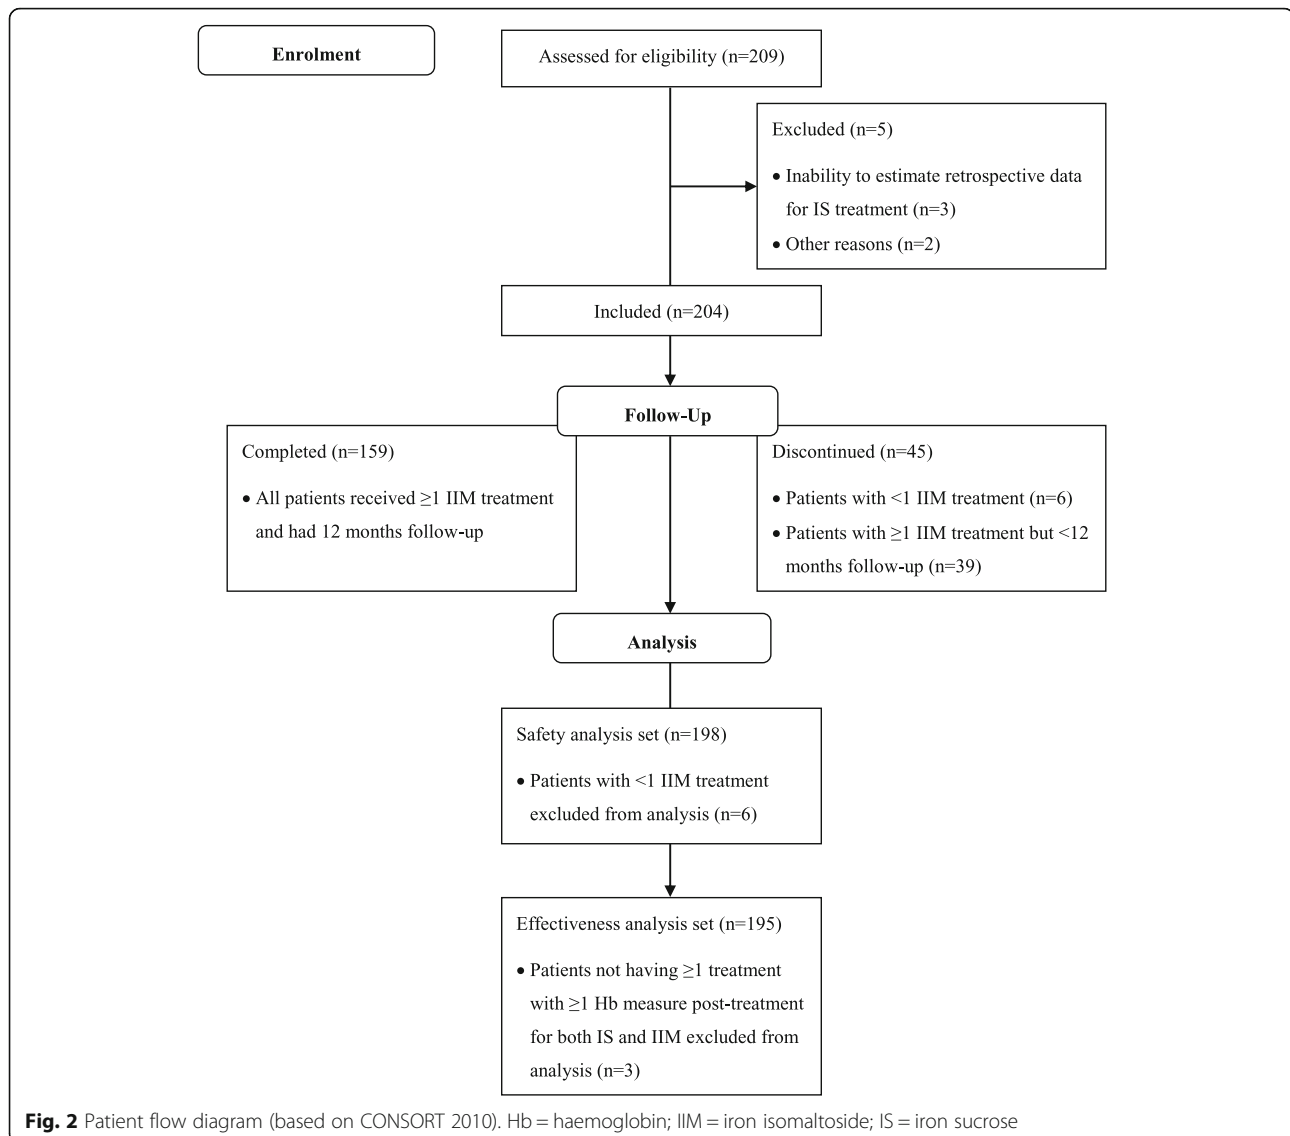 Enrolment
Assessed for eligibility (n=209)
Excluded (n=5)
• Inability to estimate retrospective data
for IS treatment (n=3)
• Other reasons (n=2)
Included (n=204)
Follow-Up
Completed (n=159)
• All patients received ≥1 IIM treatment
and had 12 months follow-up
Discontinued (n=45)
• Patients with <1 IIM treatment (n=6)
• Patients with ≥1 IIM treatment but <12
months follow-up (n=39)
Analysis
Safety analysis set (n=198)
• Patients with <1 IIM treatment
excluded from analysis (n=6)
Effectiveness analysis set (n=195)
• Patients not having ≥1 treatment
with ≥1 Hb measure post-treatment
for both IS and IIM excluded from
analysis (n=3)
Fig. 2 Patient flow diagram (based on CONSORT 2010). Hb = haemoglobin; IIM = iron isomaltoside; IS = iron sucrose